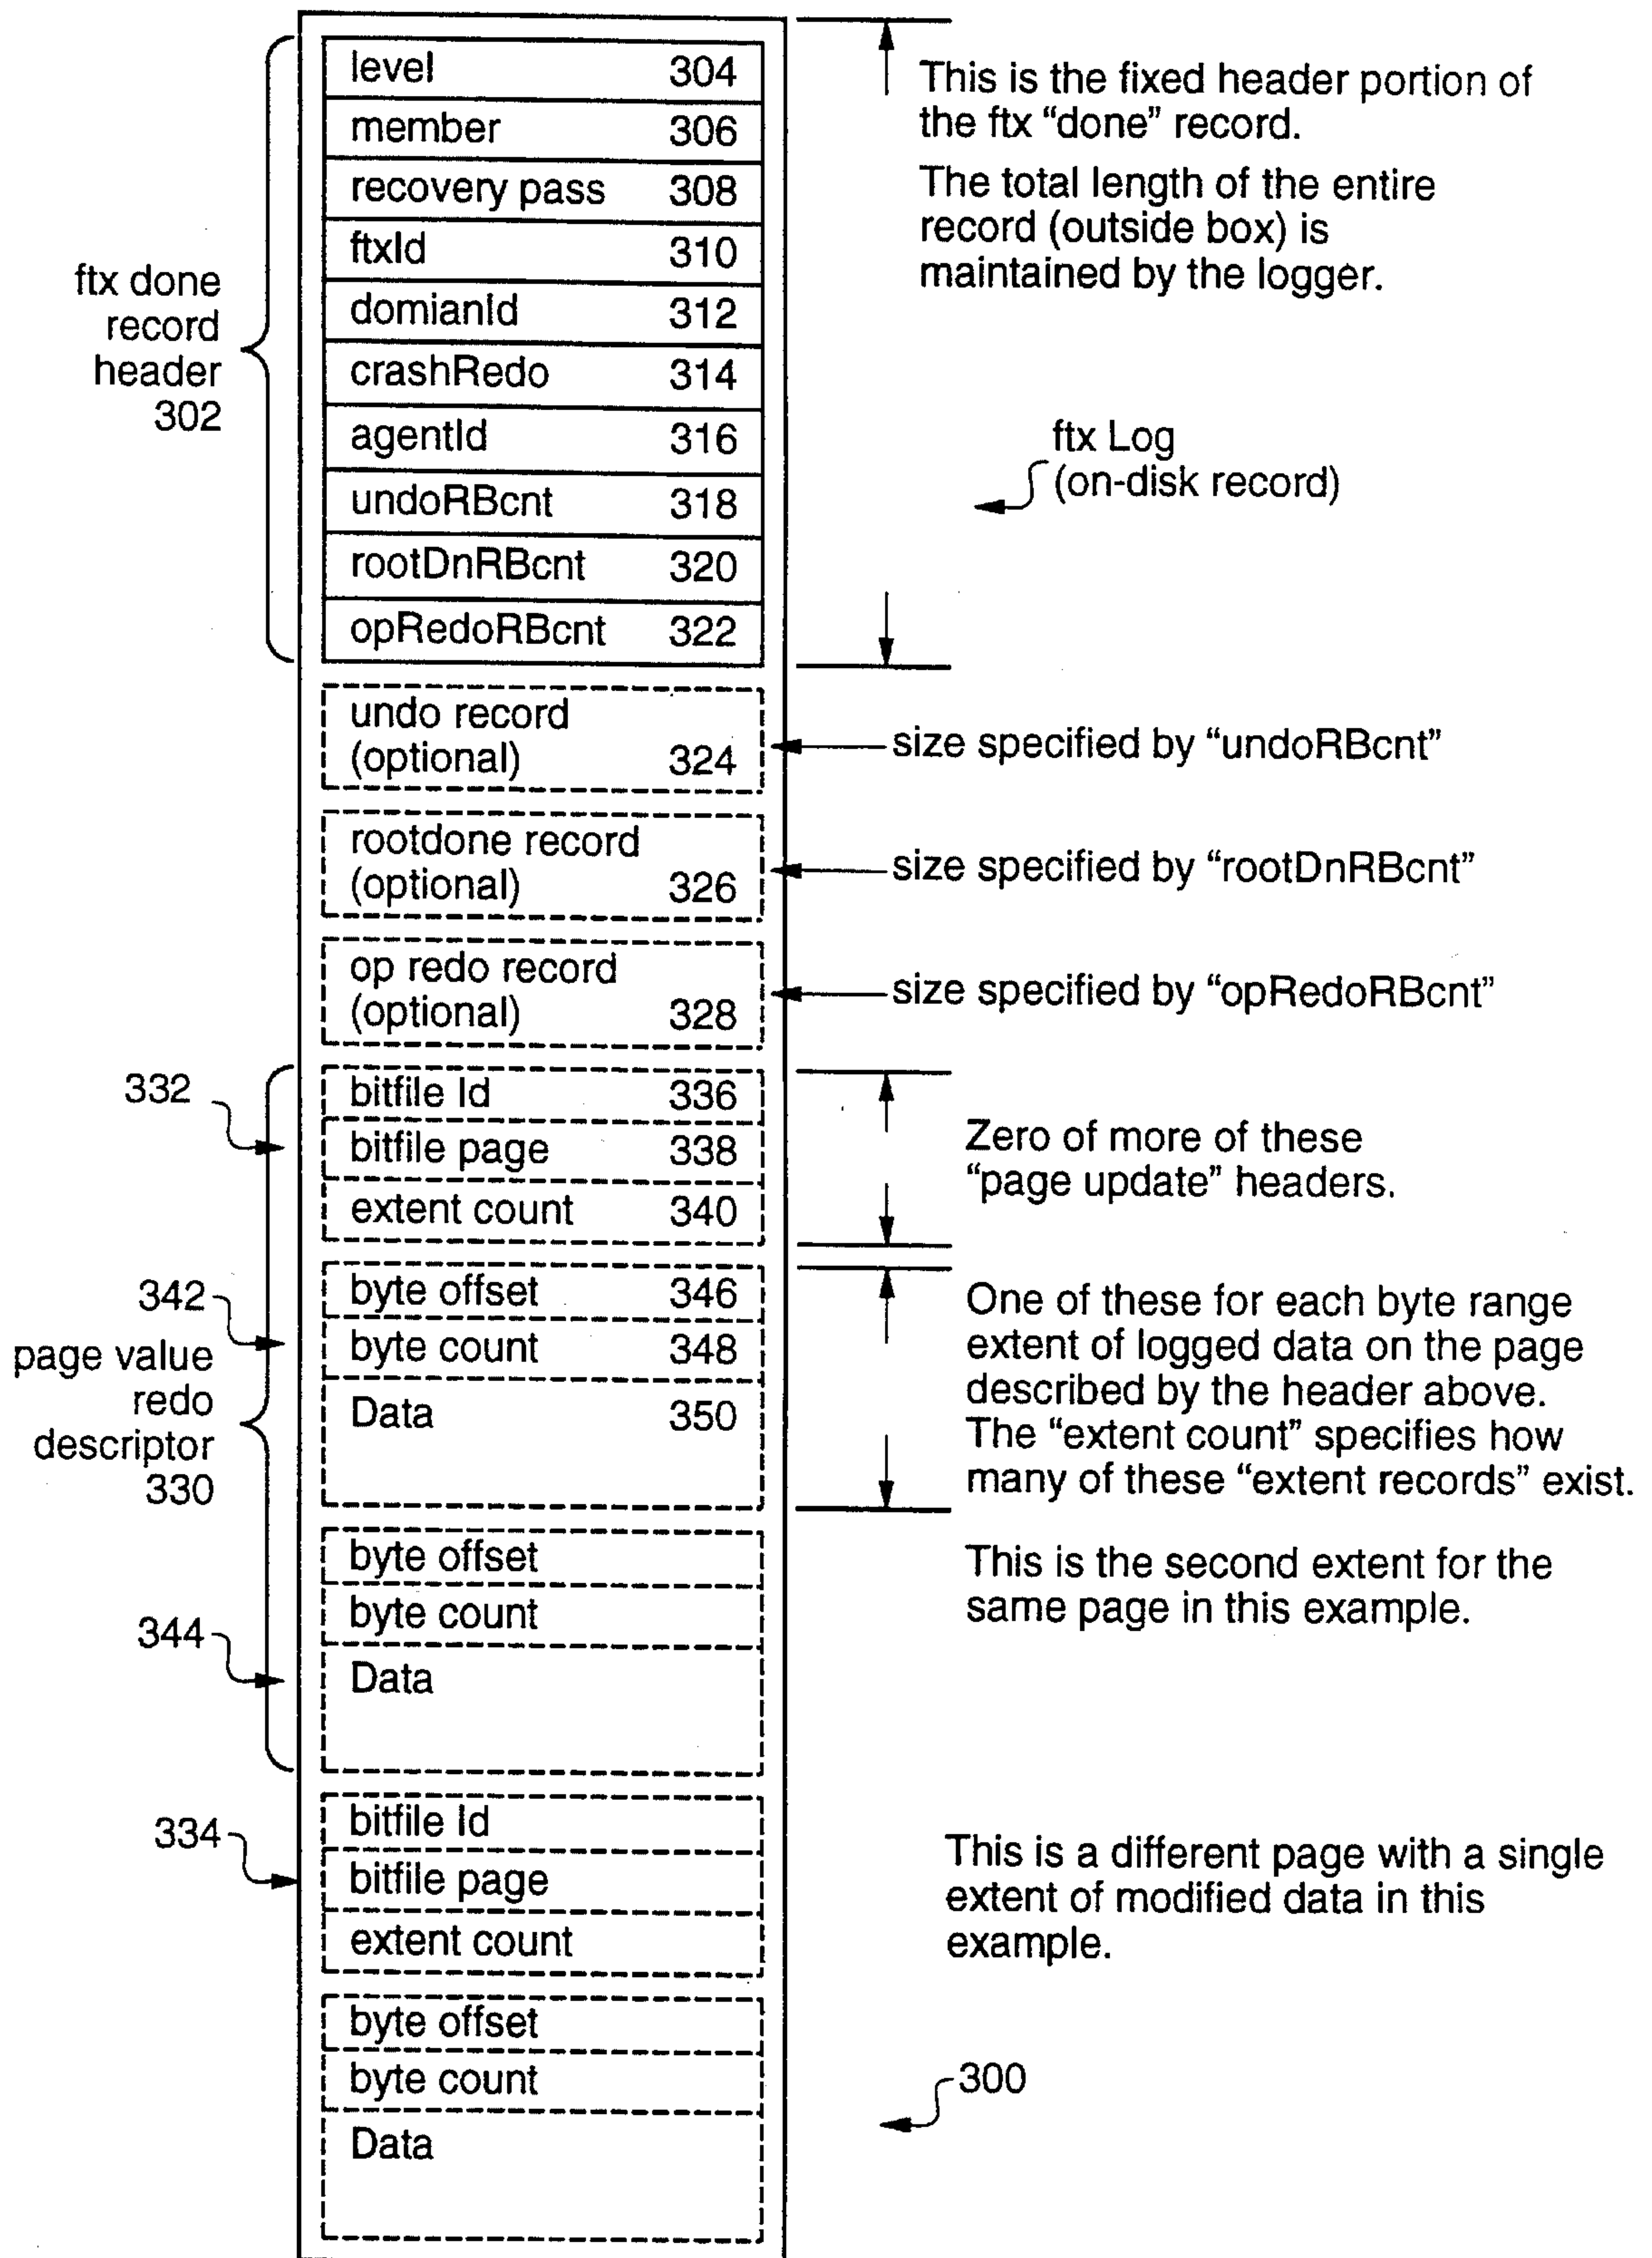 level 304
member 306
recovery pass 308
ftxId 310
domianId 312
crashRedo 314
agentId 316
undoRBcnt 318
rootDnRBcnt 320
opRedoRBcnt 322
ftx done
record
header
302
This is the fixed header portion of
the ftx “done” record.
The total length of the entire
record (outside box) is
maintained by the logger.
ftx Log
(on-disk record)
undo record
(optional) 324
size specified by “undoRBcnt”
rootdone record
(optional) 326
size specified by “rootDnRBcnt”
op redo record
(optional) 328
size specified by “opRedoRBcnt”
332
bitfile Id 336
bitfile page 338
extent count 340
Zero of more of these
“page update” headers.
342
page value
redo
descriptor
330
byte offset 346
byte count 348
Data 350
One of these for each byte range
extent of logged data on the page
described by the header above.
The “extent count” specifies how
many of these “extent records” exist.
344
byte offset
byte count
Data
This is the second extent for the
same page in this example.
334
bitfile Id
bitfile page
extent count
This is a different page with a single
extent of modified data in this
example.
byte offset
byte count
Data
300